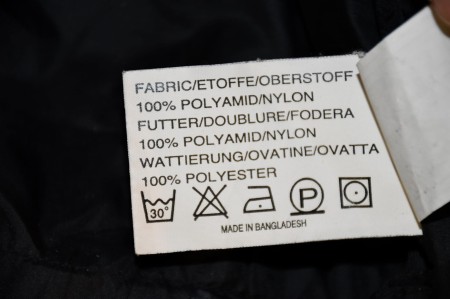 FABRIC/ETOFFE/OBERSTOFF
100% POLYAMID/NYLON
FUTTER/DOUBLURE/FODERA
100% POLYAMID/NYLON
WATTIERUNG/OVATINE/OVATTA
100% POLYESTER
30° P
MADE IN BANGLADESH